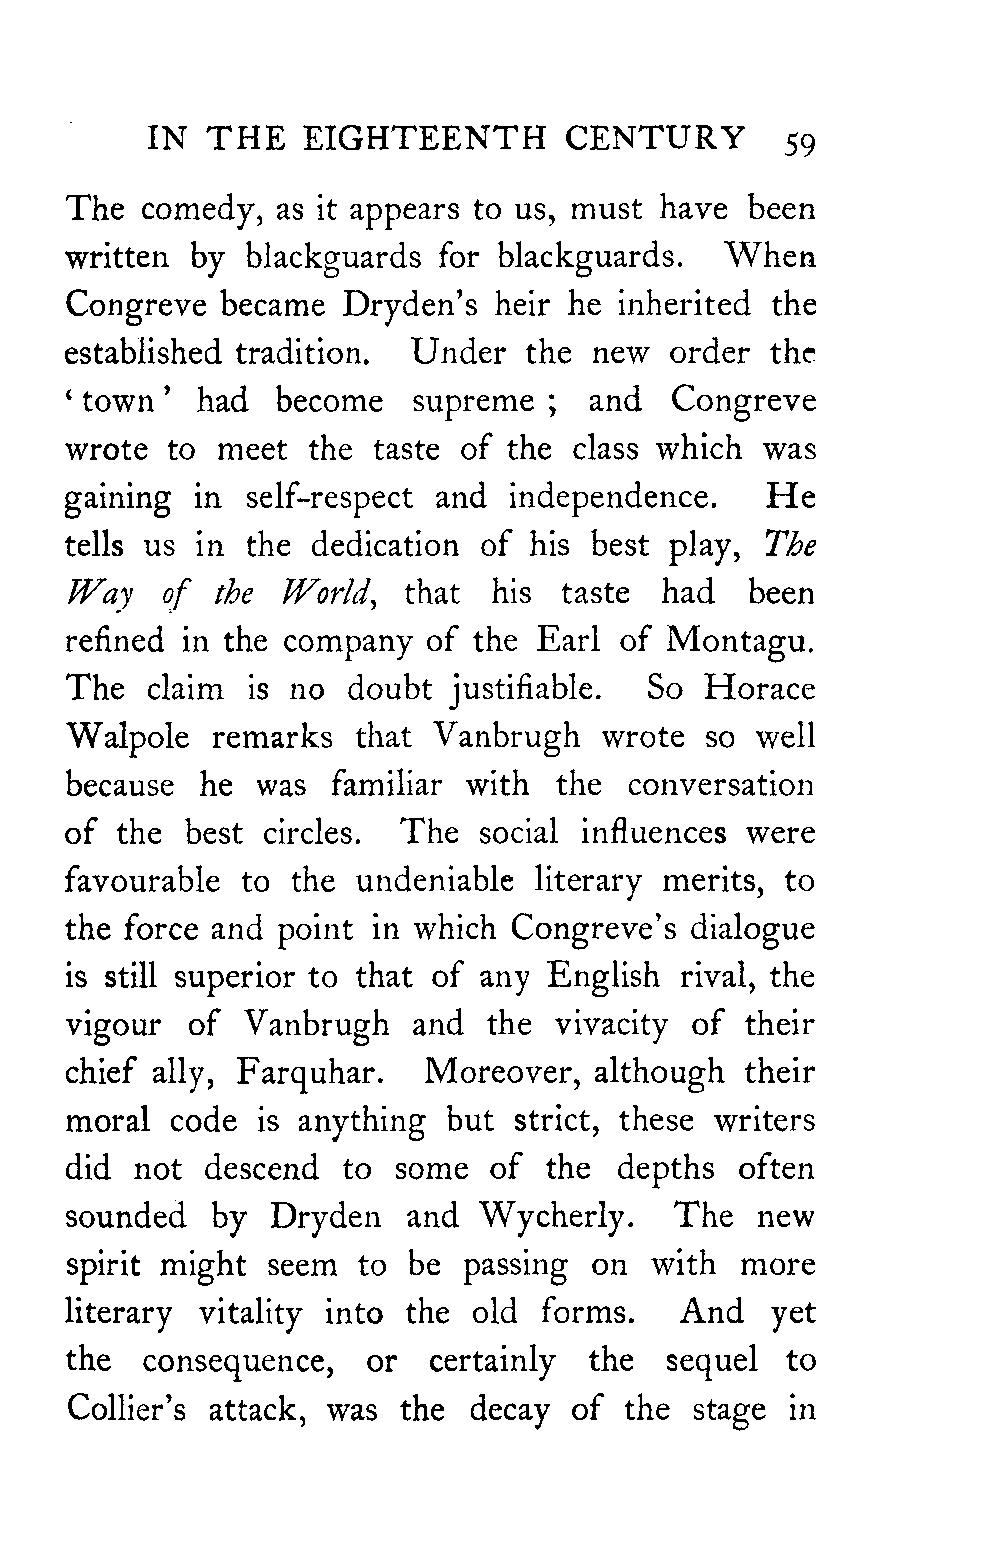 IN THE EIGHTEENTH CENTURY 59
The comedy, as it appears to us, must have been
written by blackguards for blackguards. When
Congreve became Dryden's heir he inherited the
established tradition. Under the new order the
‘ town ’ had become supreme ; and Congreve
wrote to meet the taste of the class which was
gaining in self-respect and independence. He
tells us in the dedication of his best play, The
Way of the World, that his taste had been
refined in the company of the Earl of Montagu.
The claim is no doubt justifiable. So Horace
Walpole remarks that Vanbrugh wrote so well
because he was familiar with the conversation
of the best circles. The social influences were
favourable to the undeniable literary merits, to
the force and point in which Congreve's dialogue
is still superior to that of any English rival, the
vigour of Vanbrugh and the vivacity of their
chief ally, Farquhar. Moreover, although their
moral code is anything but strict, these writers
did not descend to some of the depths often
sounded by Dryden and Wycherly. The new
spirit might seem to be passing on with more
literary vitality into the old forms. And yet
the consequence, or certainly the sequel to
Collier's attack, was the decay of the stage in